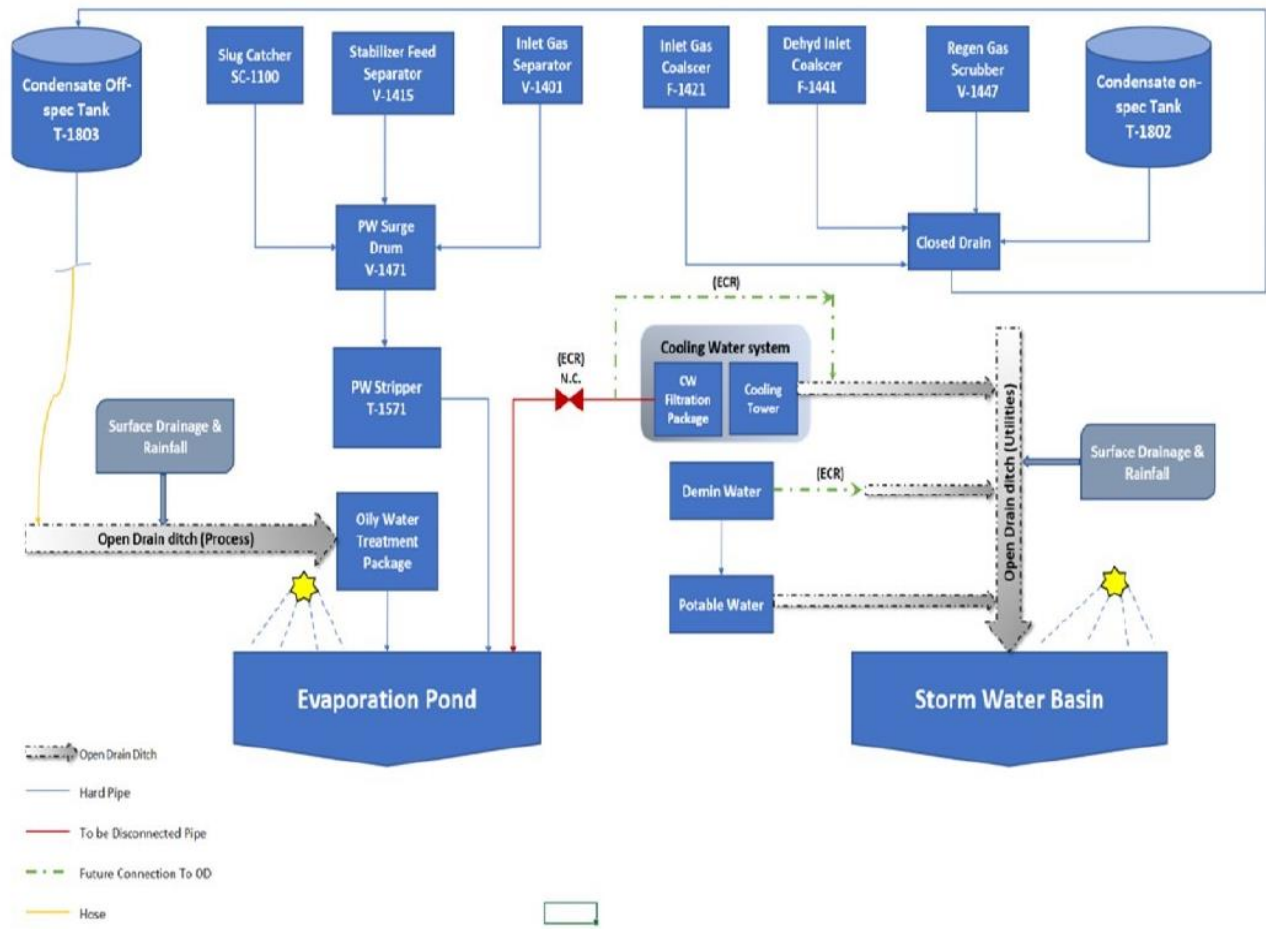 Condensate Off-
spec Tank
T-1803
Slug Catcher
SC-1100
Stabilizer Feed
Separator
V-1415
Inlet Gas
Separator
V-1401
Inlet Gas
Coalscer
F-1421
Dehyd Inlet
Coalscer
F-1441
Regen Gas
Scrubber
V-1447
Condensate on-
spec Tank
T-1802
PW Surge
Drum
V-1471
Closed Drain
(ECR)
(ECR)
N.C.
Cooling Water system
CW
Filtration
Package
Cooling
Tower
PW Stripper
T-1571
Surface Drainage &
Rainfall
Open Drain ditch (Utilities)
Surface Drainage &
Rainfall
Demin Water
(ECR)
Oily Water
Treatment
Package
Open Drain ditch (Process)
Potable Water
Evaporation Pond
Storm Water Basin
Open Drain Ditch
Hard Pipe
To be Disconnected Pipe
Future Connection To OD
Hose